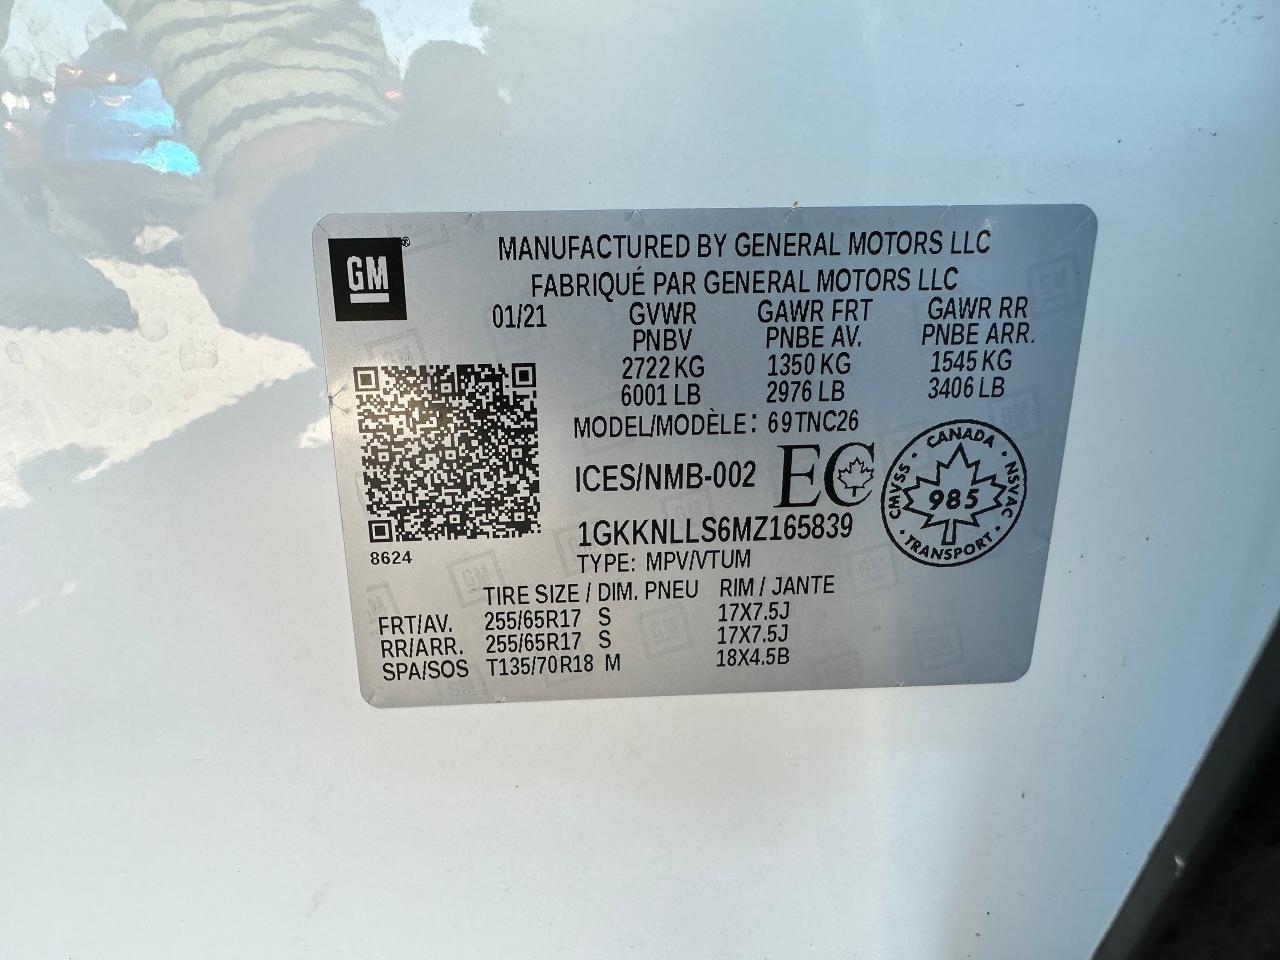 GM®
MANUFACTURED BY GENERAL MOTORS LLC
FABRIQUÉ PAR GENERAL MOTORS LLC
01/21 GVWR GAWR FRT GAWR RR
PNBV PNBE AV. PNBE ARR.
2722 KG 1350 KG 1545 KG
6001 LB 2976 LB 3406 LB
MODEL/MODÈLE: 69TNC26
ICES/NMB-002 EC
CANADA
CMVSS 985 NSVAC
TRANSPORT
1GKKNLLS6MZ165839
8624
TYPE: MPV/VTUM
TIRE SIZE / DIM. PNEU RIM / JANTE
FRT/AV. 255/65R17 S 17X7.5J
RR/ARR. 255/65R17 S 17X7.5J
SPA/SOS T135/70R18 M 18X4.5B